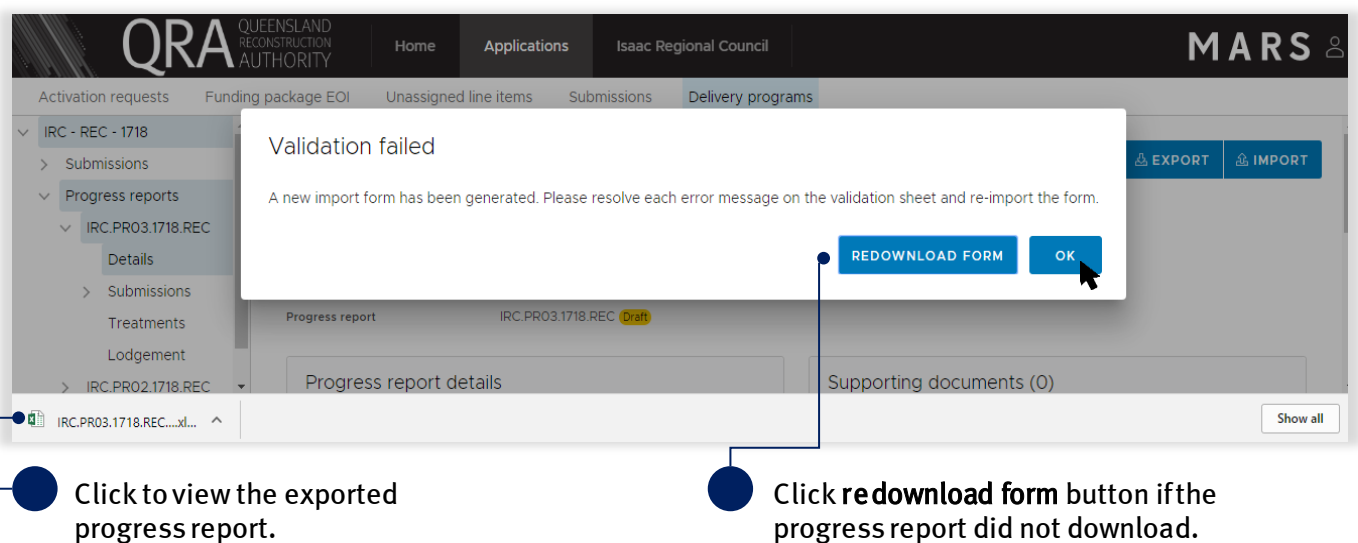 QRA QUEENSLAND
RECONSTRUCTION
AUTHORITY
Home Applications Isaac Regional Council
MARS
Activation requests Funding package EOI Unassigned line items Submissions Delivery programs
IRC - REC - 1718
Submissions
Progress reports
IRC.PR03.1718.REC
Details
Submissions
Treatments
Lodgement
IRC.PR02.1718.REC
EXPORT IMPORT
Validation failed
A new import form has been generated. Please resolve each error message on the validation sheet and re-import the form.
REDOWNLOAD FORM OK
Progress report IRC.PR03.1718.REC Draft
Progress report details
Supporting documents (0)
IRC.PR03.1718.REC....xl...
Show all
Click to view the exported
progress report.
Click redownload form button if the
progress report did not download.